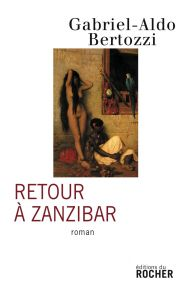 Gabriel-Aldo
Bertozzi
RETOUR
À ZANZIBAR
roman
éditions du
ROCHER